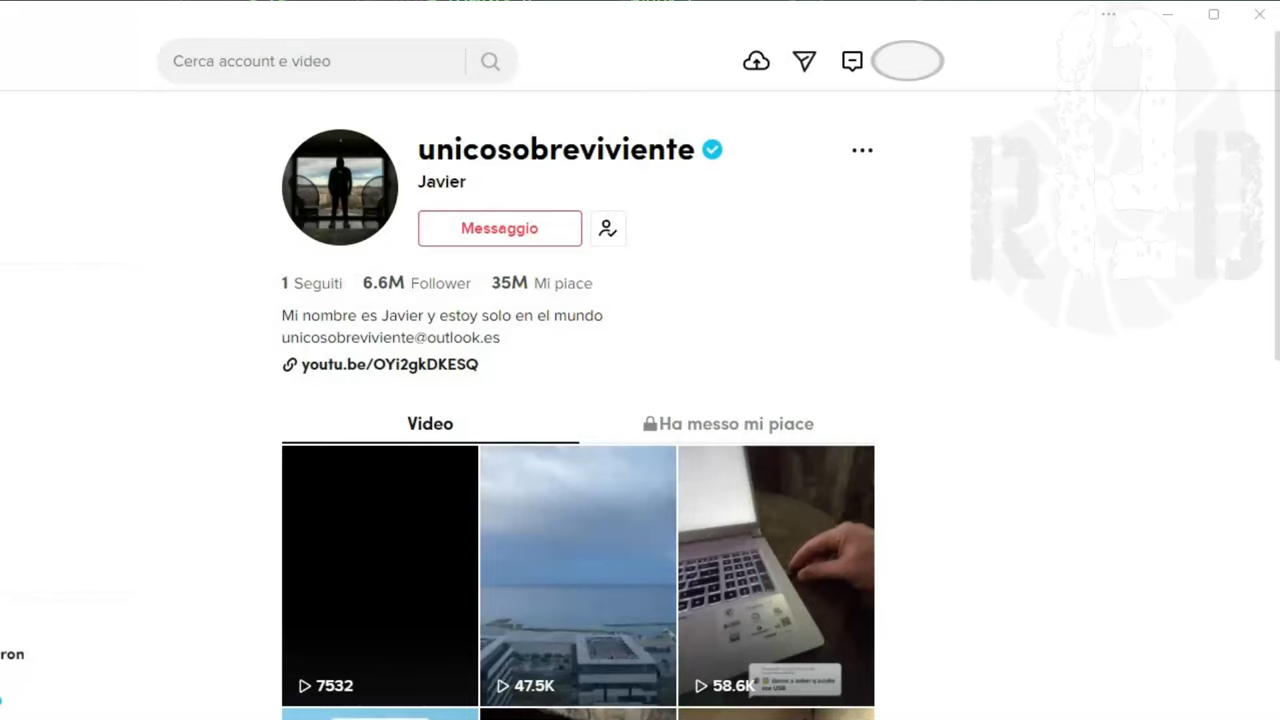 Cerca account e video
unicosobreviviente
Javier
Messaggio
1 Seguiti 6.6M Follower 35M Mi piace
Mi nombre es Javier y estoy solo en el mundo
unicosobreviviente@outlook.es
youtu.be/OYi2gkDKESQ
Video
Ha messo mi piace
7532
47.5K
58.6K
ron
R D